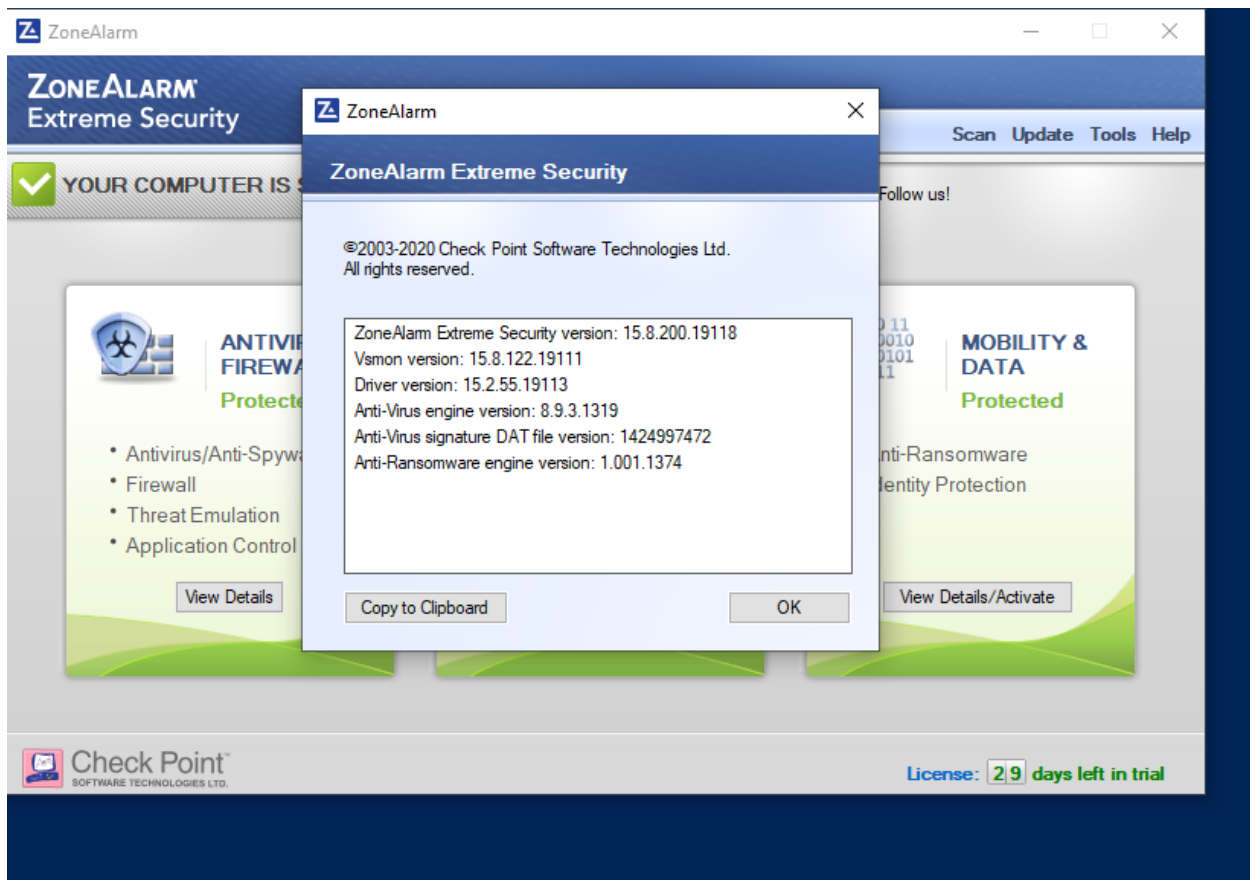 ZoneAlarm
ZONEALARM
Extreme Security
Scan Update Tools Help
YOUR COMPUTER IS
Follow us!
ZoneAlarm
ZoneAlarm Extreme Security
©2003-2020 Check Point Software Technologies Ltd.
All rights reserved.
ZoneAlarm Extreme Security version: 15.8.200.19118
Vsmon version: 15.8.122.19111
Driver version: 15.2.55.19113
Anti-Virus engine version: 8.9.3.1319
Anti-Virus signature DAT file version: 1424997472
Anti-Ransomware engine version: 1.001.1374
Copy to Clipboard
OK
ANTIVI
FIREWA
Protecte
• Antivirus/Anti-Spywa
• Firewall
• Threat Emulation
• Application Control
View Details
MOBILITY &
DATA
Protected
nti-Ransomware
dentity Protection
View Details/Activate
Check Point
SOFTWARE TECHNOLOGIES LTD.
License: 29 days left in trial